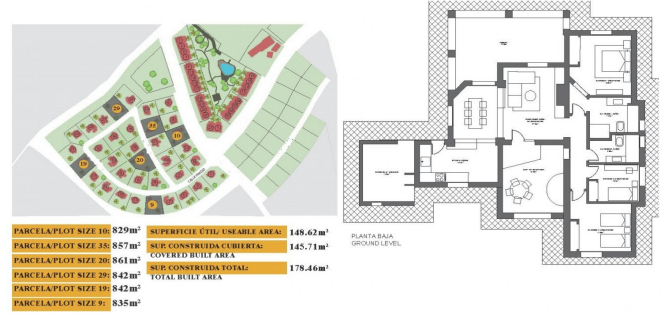 29
35
10
20
19
9
PARCELA/PLOT SIZE 10: 829m²
PARCELA/PLOT SIZE 35: 857m²
PARCELA/PLOT SIZE 20: 861m²
PARCELA/PLOT SIZE 29: 842m²
PARCELA/PLOT SIZE 19: 842m²
PARCELA/PLOT SIZE 9: 835m²
SUPERFICIE ÚTIL/ USEABLE AREA: 148.62m²
SUP. CONSTRUIDA CUBIERTA: 145.71m²
COVERED BUILT AREA
SUP. CONSTRUIDA TOTAL: 178.46m²
TOTAL BUILT AREA
PLANTA BAJA
GROUND LEVEL